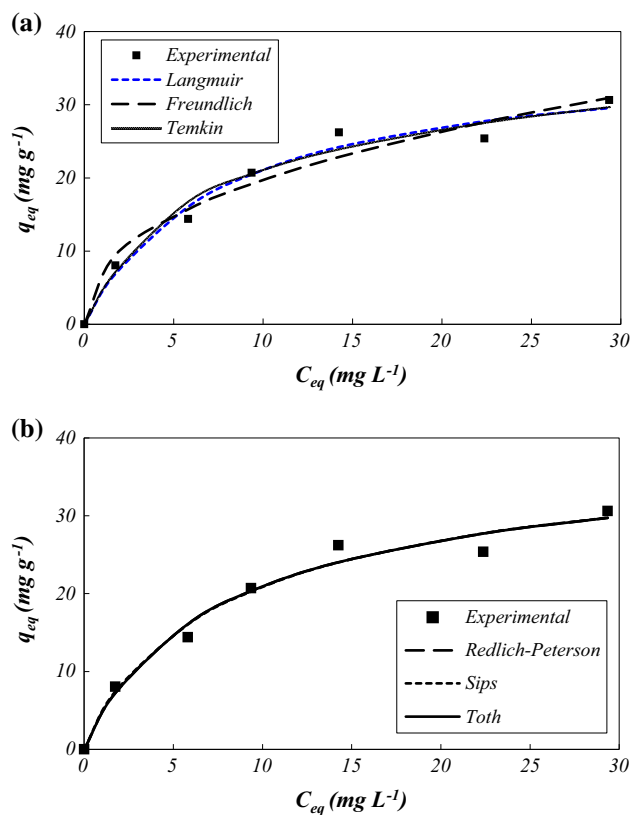 (a)
40
30
20
10
0
q_eq (mg g⁻¹)
Experimental
Langmuir
Freundlich
Temkin
0 5 10 15 20 25 30
C_eq (mg L⁻¹)
(b)
40
30
20
10
0
q_eq (mg g⁻¹)
Experimental
Redlich-Peterson
Sips
Toth
0 5 10 15 20 25 30
C_eq (mg L⁻¹)